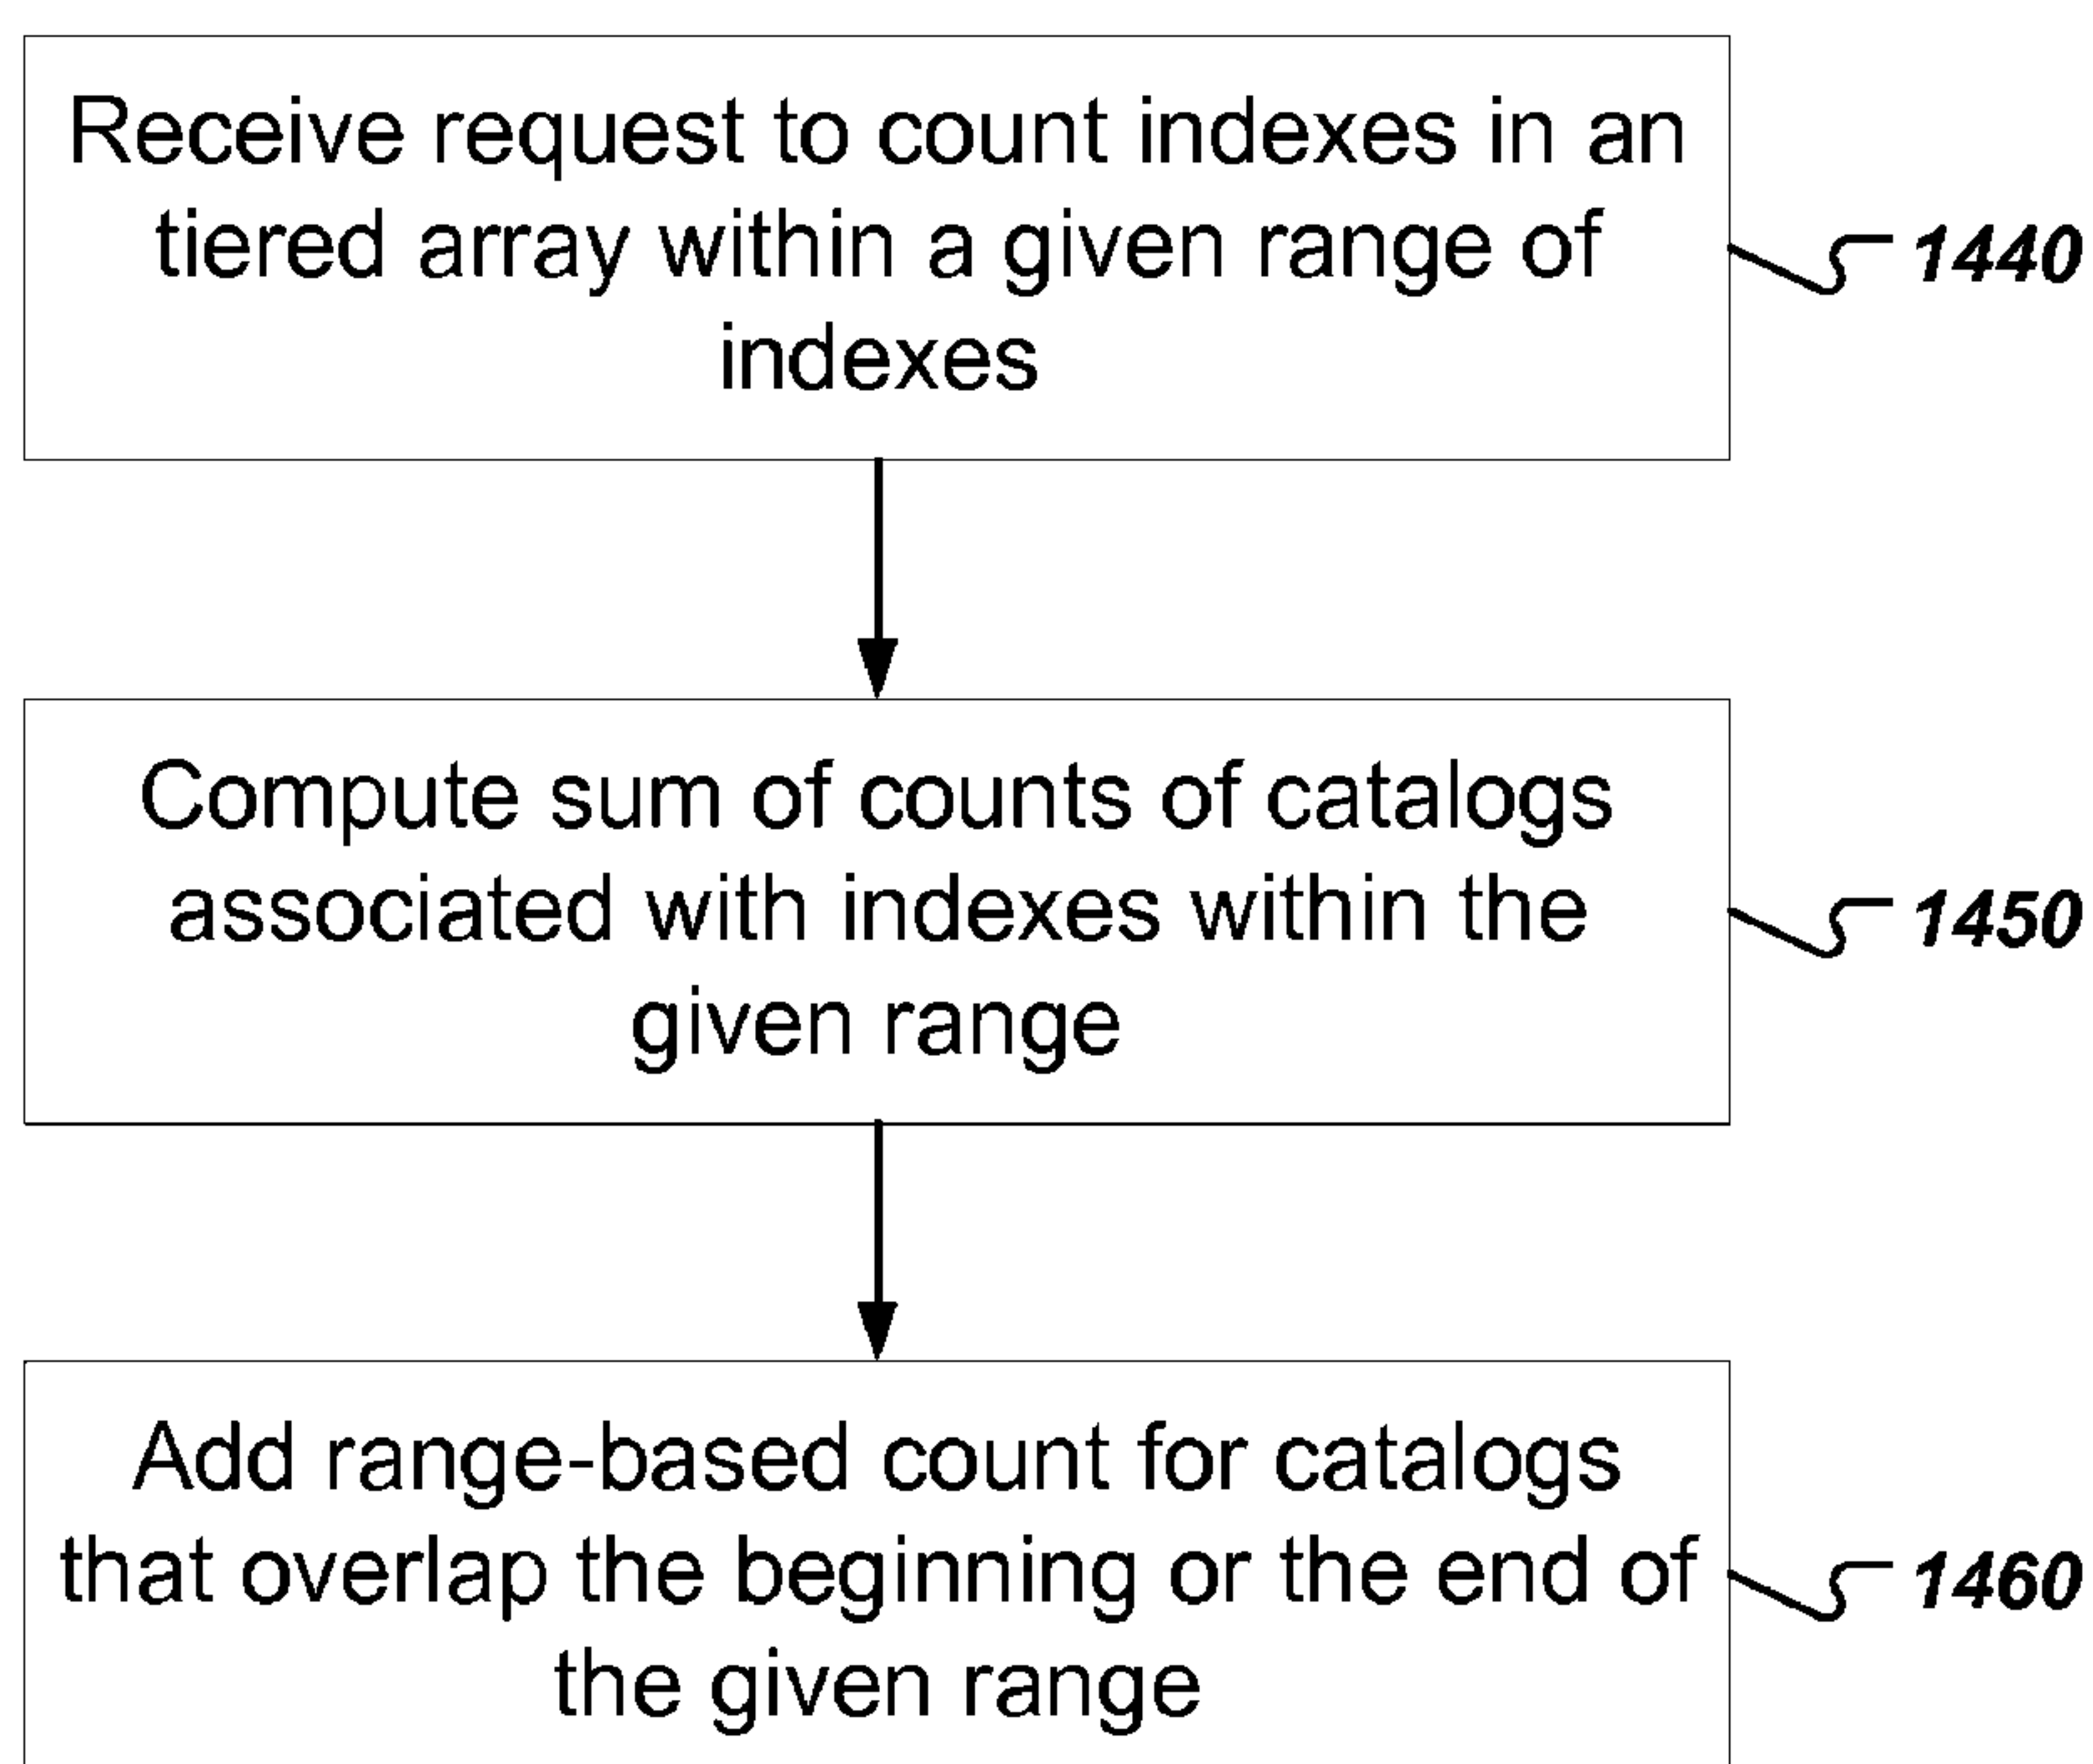 Receive request to count indexes in an
tiered array within a given range of
indexes
1440
Compute sum of counts of catalogs
associated with indexes within the
given range
1450
Add range-based count for catalogs
that overlap the beginning or the end of
the given range
1460